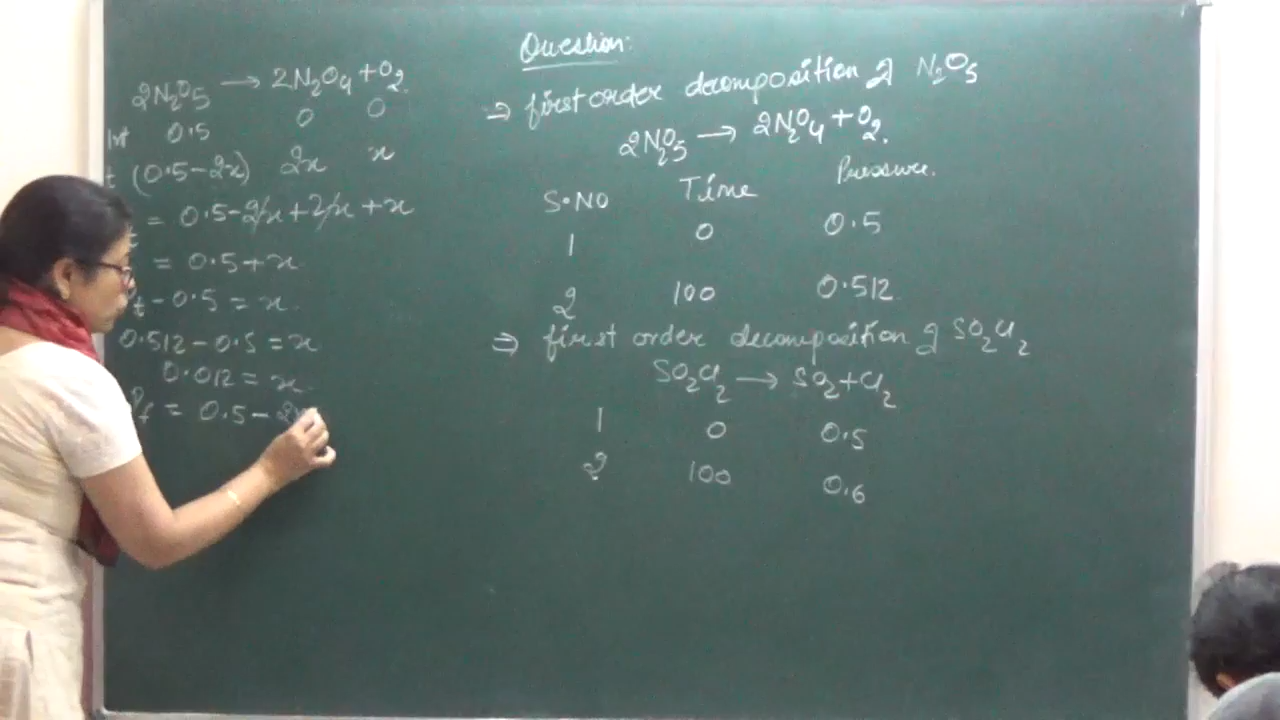 2N₂O₅ → 2N₂O₄ + O₂
Int 0.5 0 0
t (0.5-2x) 2x x
= 0.5-2x+2x+x
= 0.5+x
t - 0.5 = x
0.512 - 0.5 = x
0.012 = x
= 0.5 - 2x
Question:
⇒ first order decomposition of N₂O₅
2N₂O₅ → 2N₂O₄ + O₂.
S.NO Time Pressure.
1 0 0.5
2 100 0.512
⇒ first order decomposition of SO₂Cl₂
SO₂Cl₂ → SO₂ + Cl₂
1 0 0.5
2 100 0.6